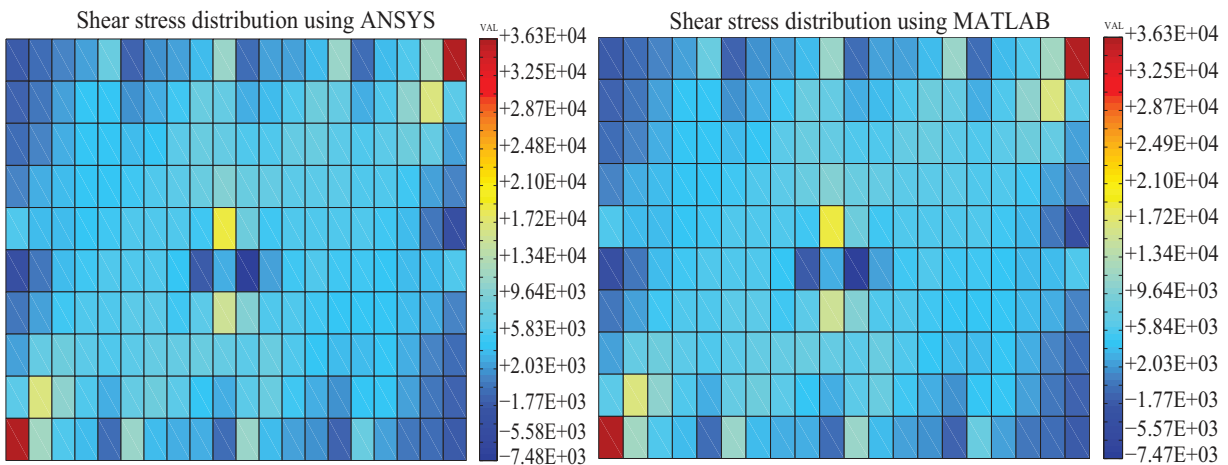 Shear stress distribution using ANSYS
VAL
+3.63E+04
+3.25E+04
+2.87E+04
+2.48E+04
+2.10E+04
+1.72E+04
+1.34E+04
+9.64E+03
+5.83E+03
+2.03E+03
−1.77E+03
−5.58E+03
−7.48E+03
Shear stress distribution using MATLAB
VAL
+3.63E+04
+3.25E+04
+2.87E+04
+2.49E+04
+2.10E+04
+1.72E+04
+1.34E+04
+9.64E+03
+5.84E+03
+2.03E+03
−1.77E+03
−5.57E+03
−7.47E+03